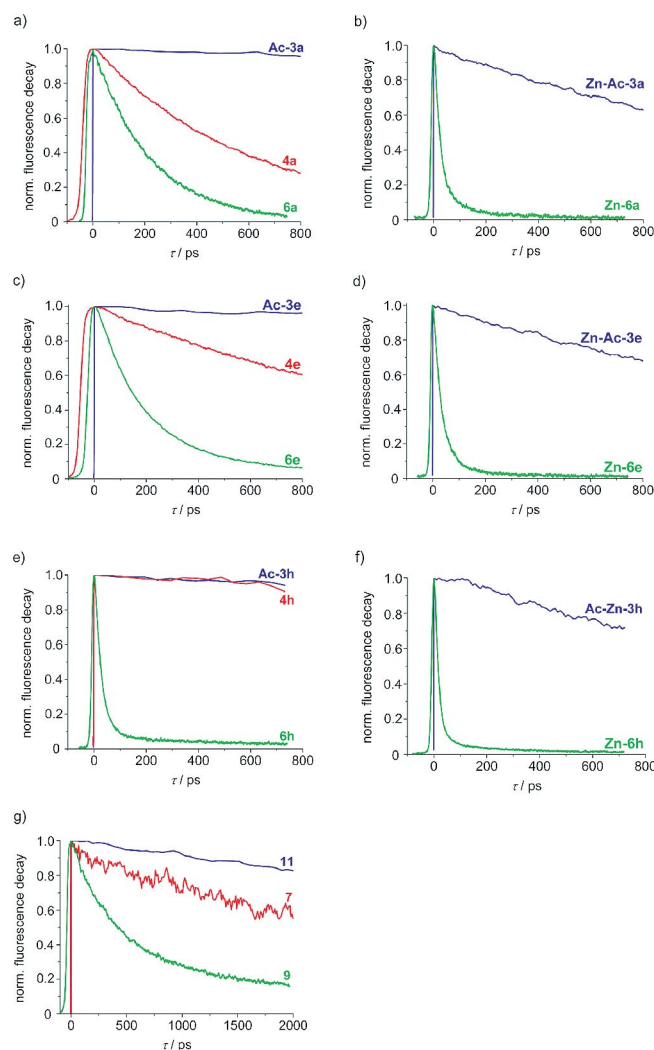 a)
norm. fluorescence decay
1.0
0.8
0.6
0.4
0.2
0
Ac-3a
4a
6a
0 200 400 600 800
τ / ps
b)
norm. fluorescence decay
1.0
0.8
0.6
0.4
0.2
0
Zn-Ac-3a
Zn-6a
0 200 400 600 800
τ / ps
c)
norm. fluorescence decay
1.0
0.8
0.6
0.4
0.2
0
Ac-3e
4e
6e
0 200 400 600 800
τ / ps
d)
norm. fluorescence decay
1.0
0.8
0.6
0.4
0.2
0
Zn-Ac-3e
Zn-6e
0 200 400 600 800
τ / ps
e)
norm. fluorescence decay
1.0
0.8
0.6
0.4
0.2
0
Ac-3h
4h
6h
0 200 400 600 800
τ / ps
f)
norm. fluorescence decay
1.0
0.8
0.6
0.4
0.2
0
Ac-Zn-3h
Zn-6h
0 200 400 600 800
τ / ps
g)
norm. fluorescence decay
1.0
0.8
0.6
0.4
0.2
0
11
7
9
0 500 1000 1500 2000
τ / ps